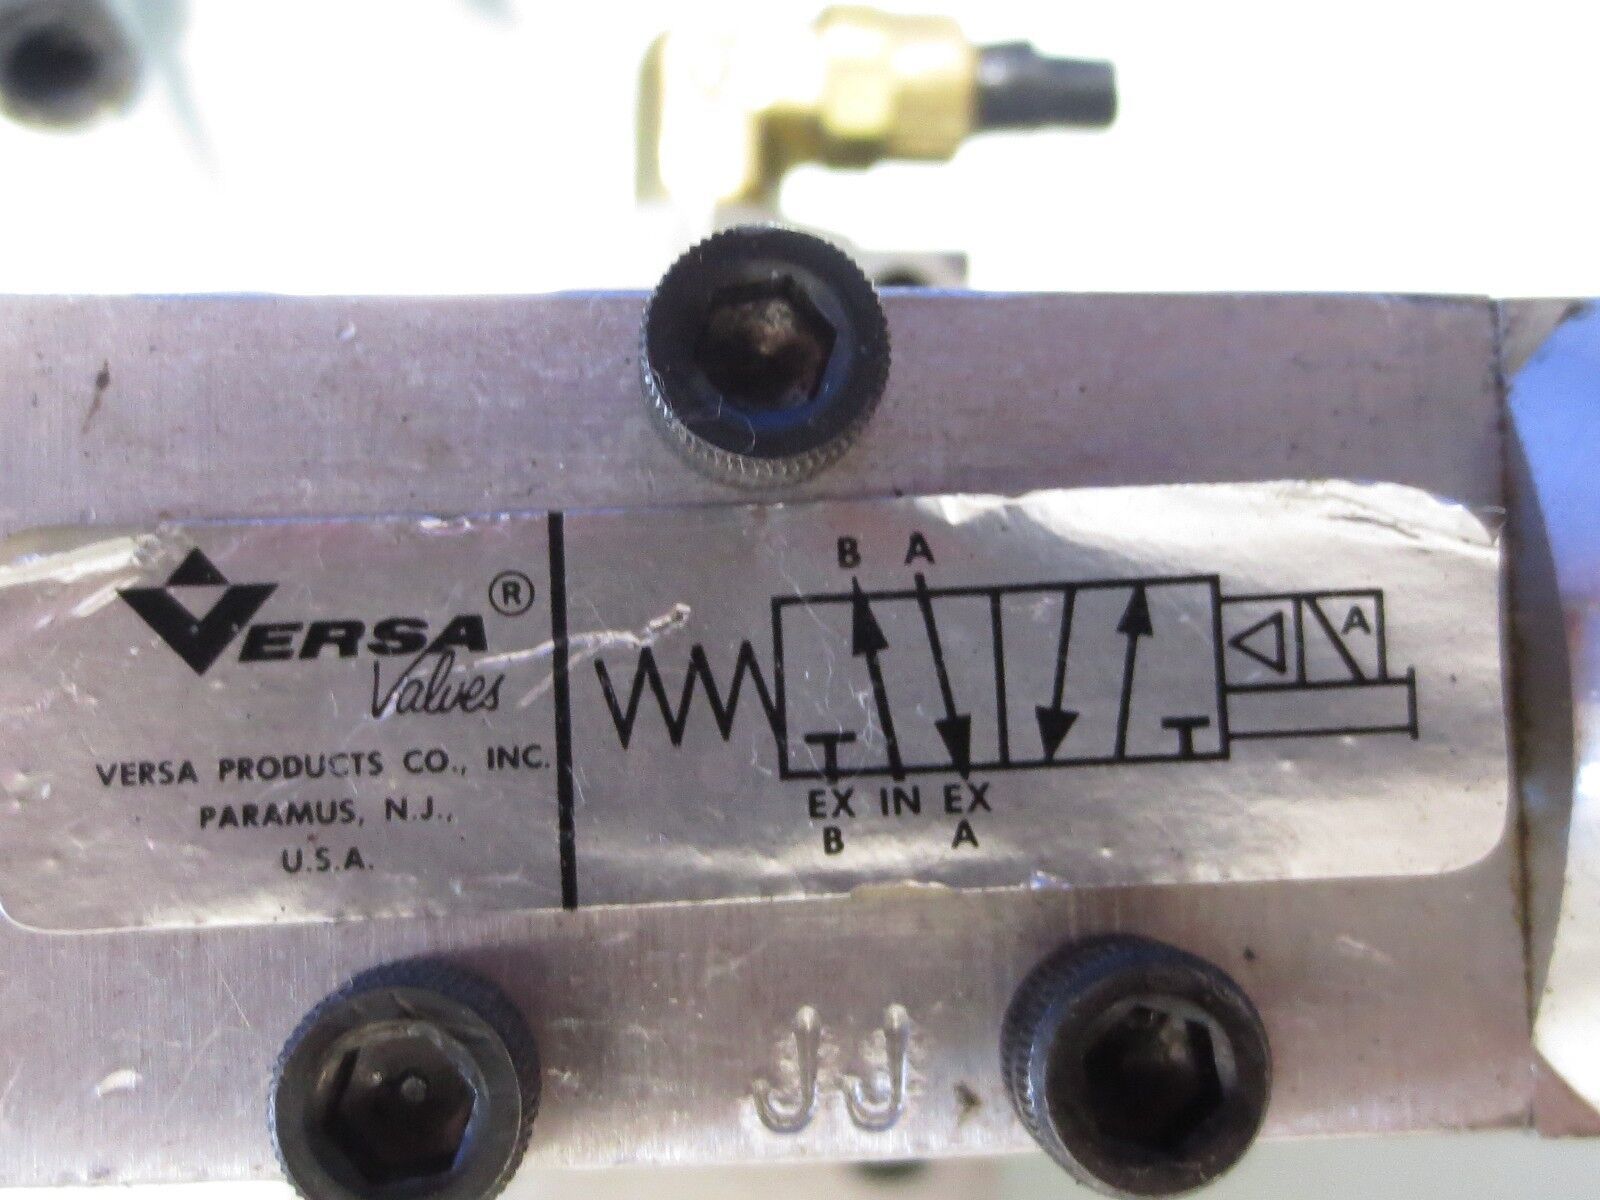 VERSA ®
Valves
VERSA PRODUCTS CO., INC.
PARAMUS, N.J.,
U.S.A.
B A
A
EX IN EX
B A
JJ